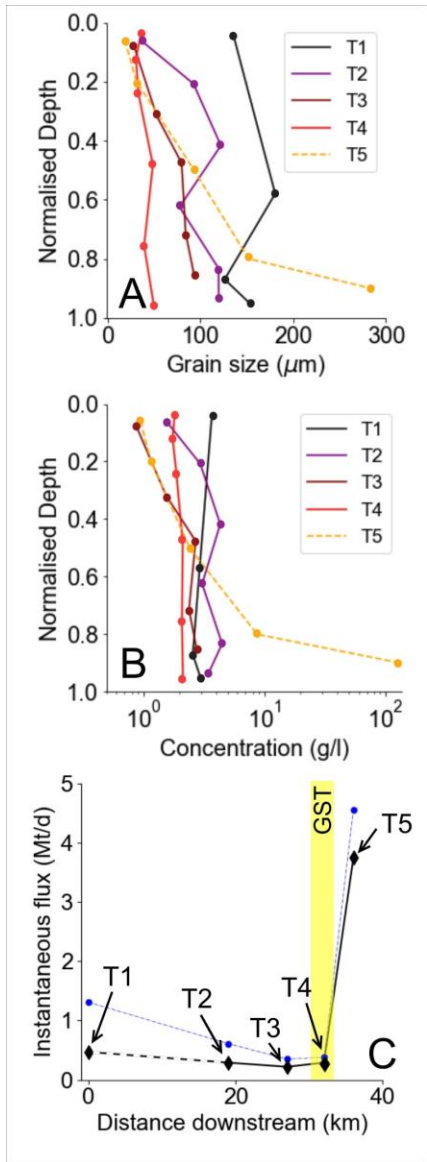 0.0
0.2
0.4
0.6
0.8
1.0
Normalised Depth
T1
T2
T3
T4
T5
A
0 100 200 300
Grain size (μm)
0.0
0.2
0.4
0.6
0.8
1.0
Normalised Depth
T1
T2
T3
T4
T5
B
10⁰ 10¹ 10²
Concentration (g/l)
5
4
3
2
1
0
Instantaneous flux (Mt/d)
GST
T1
T2
T3
T4
T5
C
0 20 40
Distance downstream (km)